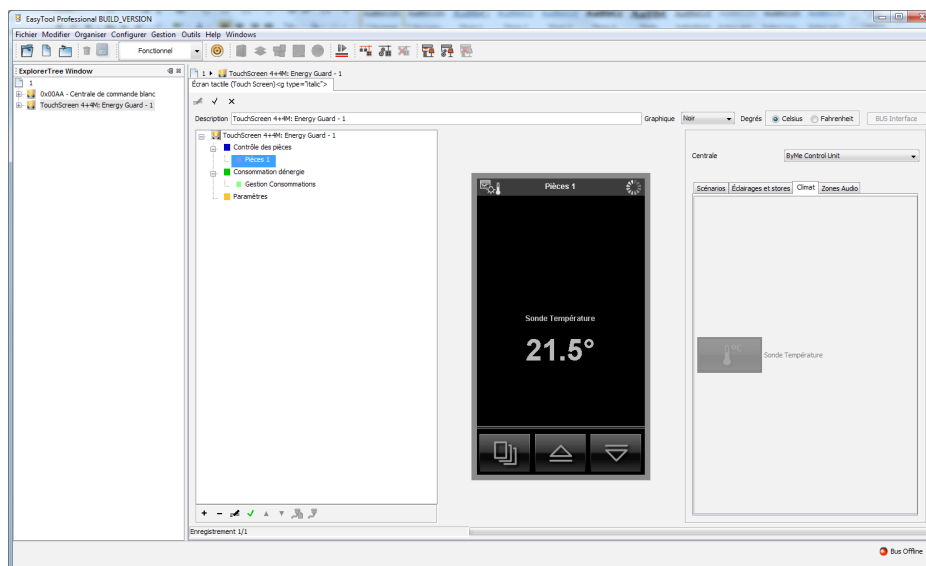 EasyTool Professional BUILD_VERSION
Fichier Modifier Organiser Configurer Gestion Outils Help Windows
Fonctionnel
ExplorerTree Window
1
0x00AA - Centrale de commande blanc
TouchScreen 4+4M: Energy Guard - 1
1 TouchScreen 4+4M: Energy Guard - 1
Écran tactile (Touch Screen)<g type="italic">
Description TouchScreen 4+4M: Energy Guard - 1 Graphique Noir Degrés Celsius Fahrenheit BUS Interface
TouchScreen 4+4M: Energy Guard - 1
Contrôle des pièces
Pièces 1
Consommation dénergie
Gestion Consommations
Paramètres
Pièces 1
Sonde Température
21.5°
Centrale ByMe Control Unit
Scénarios Éclairages et stores Climat Zones Audio
0°C
Sonde Température
Enregistrement 1/1
Bus Offline